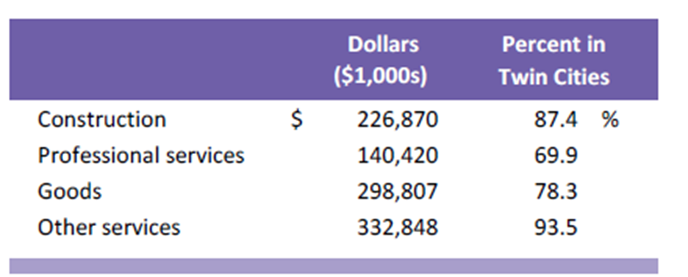 Dollars Percent in
($1,000s) Twin Cities
Construction $ 226,870 87.4 %
Professional services 140,420 69.9
Goods 298,807 78.3
Other services 332,848 93.5